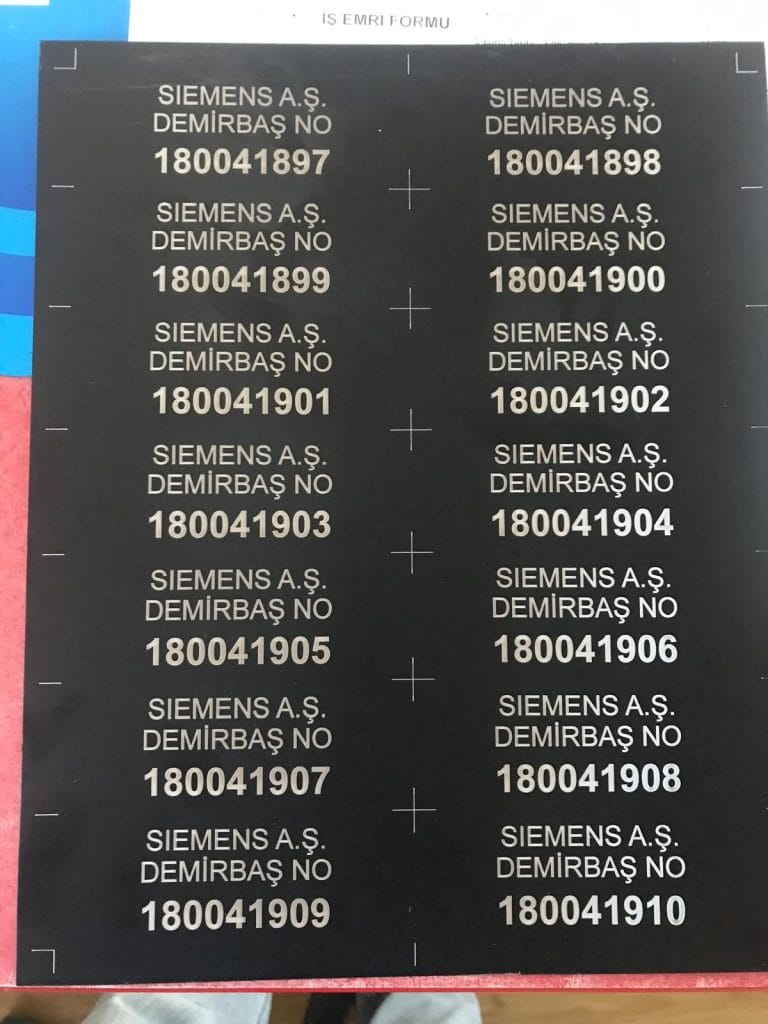 İŞ EMRİ FORMU
SIEMENS A.Ş.
DEMİRBAŞ NO
180041897
SIEMENS A.Ş.
DEMİRBAŞ NO
180041898
SIEMENS A.Ş.
DEMİRBAŞ NO
180041899
SIEMENS A.Ş.
DEMİRBAŞ NO
180041900
SIEMENS A.Ş.
DEMİRBAŞ NO
180041901
SIEMENS A.Ş.
DEMİRBAŞ NO
180041902
SIEMENS A.Ş.
DEMİRBAŞ NO
180041903
SIEMENS A.Ş.
DEMİRBAŞ NO
180041904
SIEMENS A.Ş.
DEMİRBAŞ NO
180041905
SIEMENS A.Ş.
DEMİRBAŞ NO
180041906
SIEMENS A.Ş.
DEMİRBAŞ NO
180041907
SIEMENS A.Ş.
DEMİRBAŞ NO
180041908
SIEMENS A.Ş.
DEMİRBAŞ NO
180041909
SIEMENS A.Ş.
DEMİRBAŞ NO
180041910